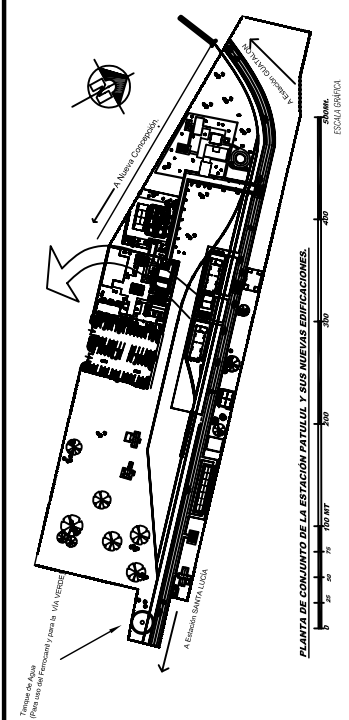 A Estación GUATALÓN
A Nueva Concepción.
Tanque de Agua
(Para uso del Ferrocarril y para la VÍA VERDE)
A Estación SANTA LUCÍA
PLANTA DE CONJUNTO DE LA ESTACIÓN PATULUL Y SUS NUEVAS EDIFICACIONES.
0 25 50 75 100 MT 200 300 400 500Mt.
ESCALA GRÁFICA